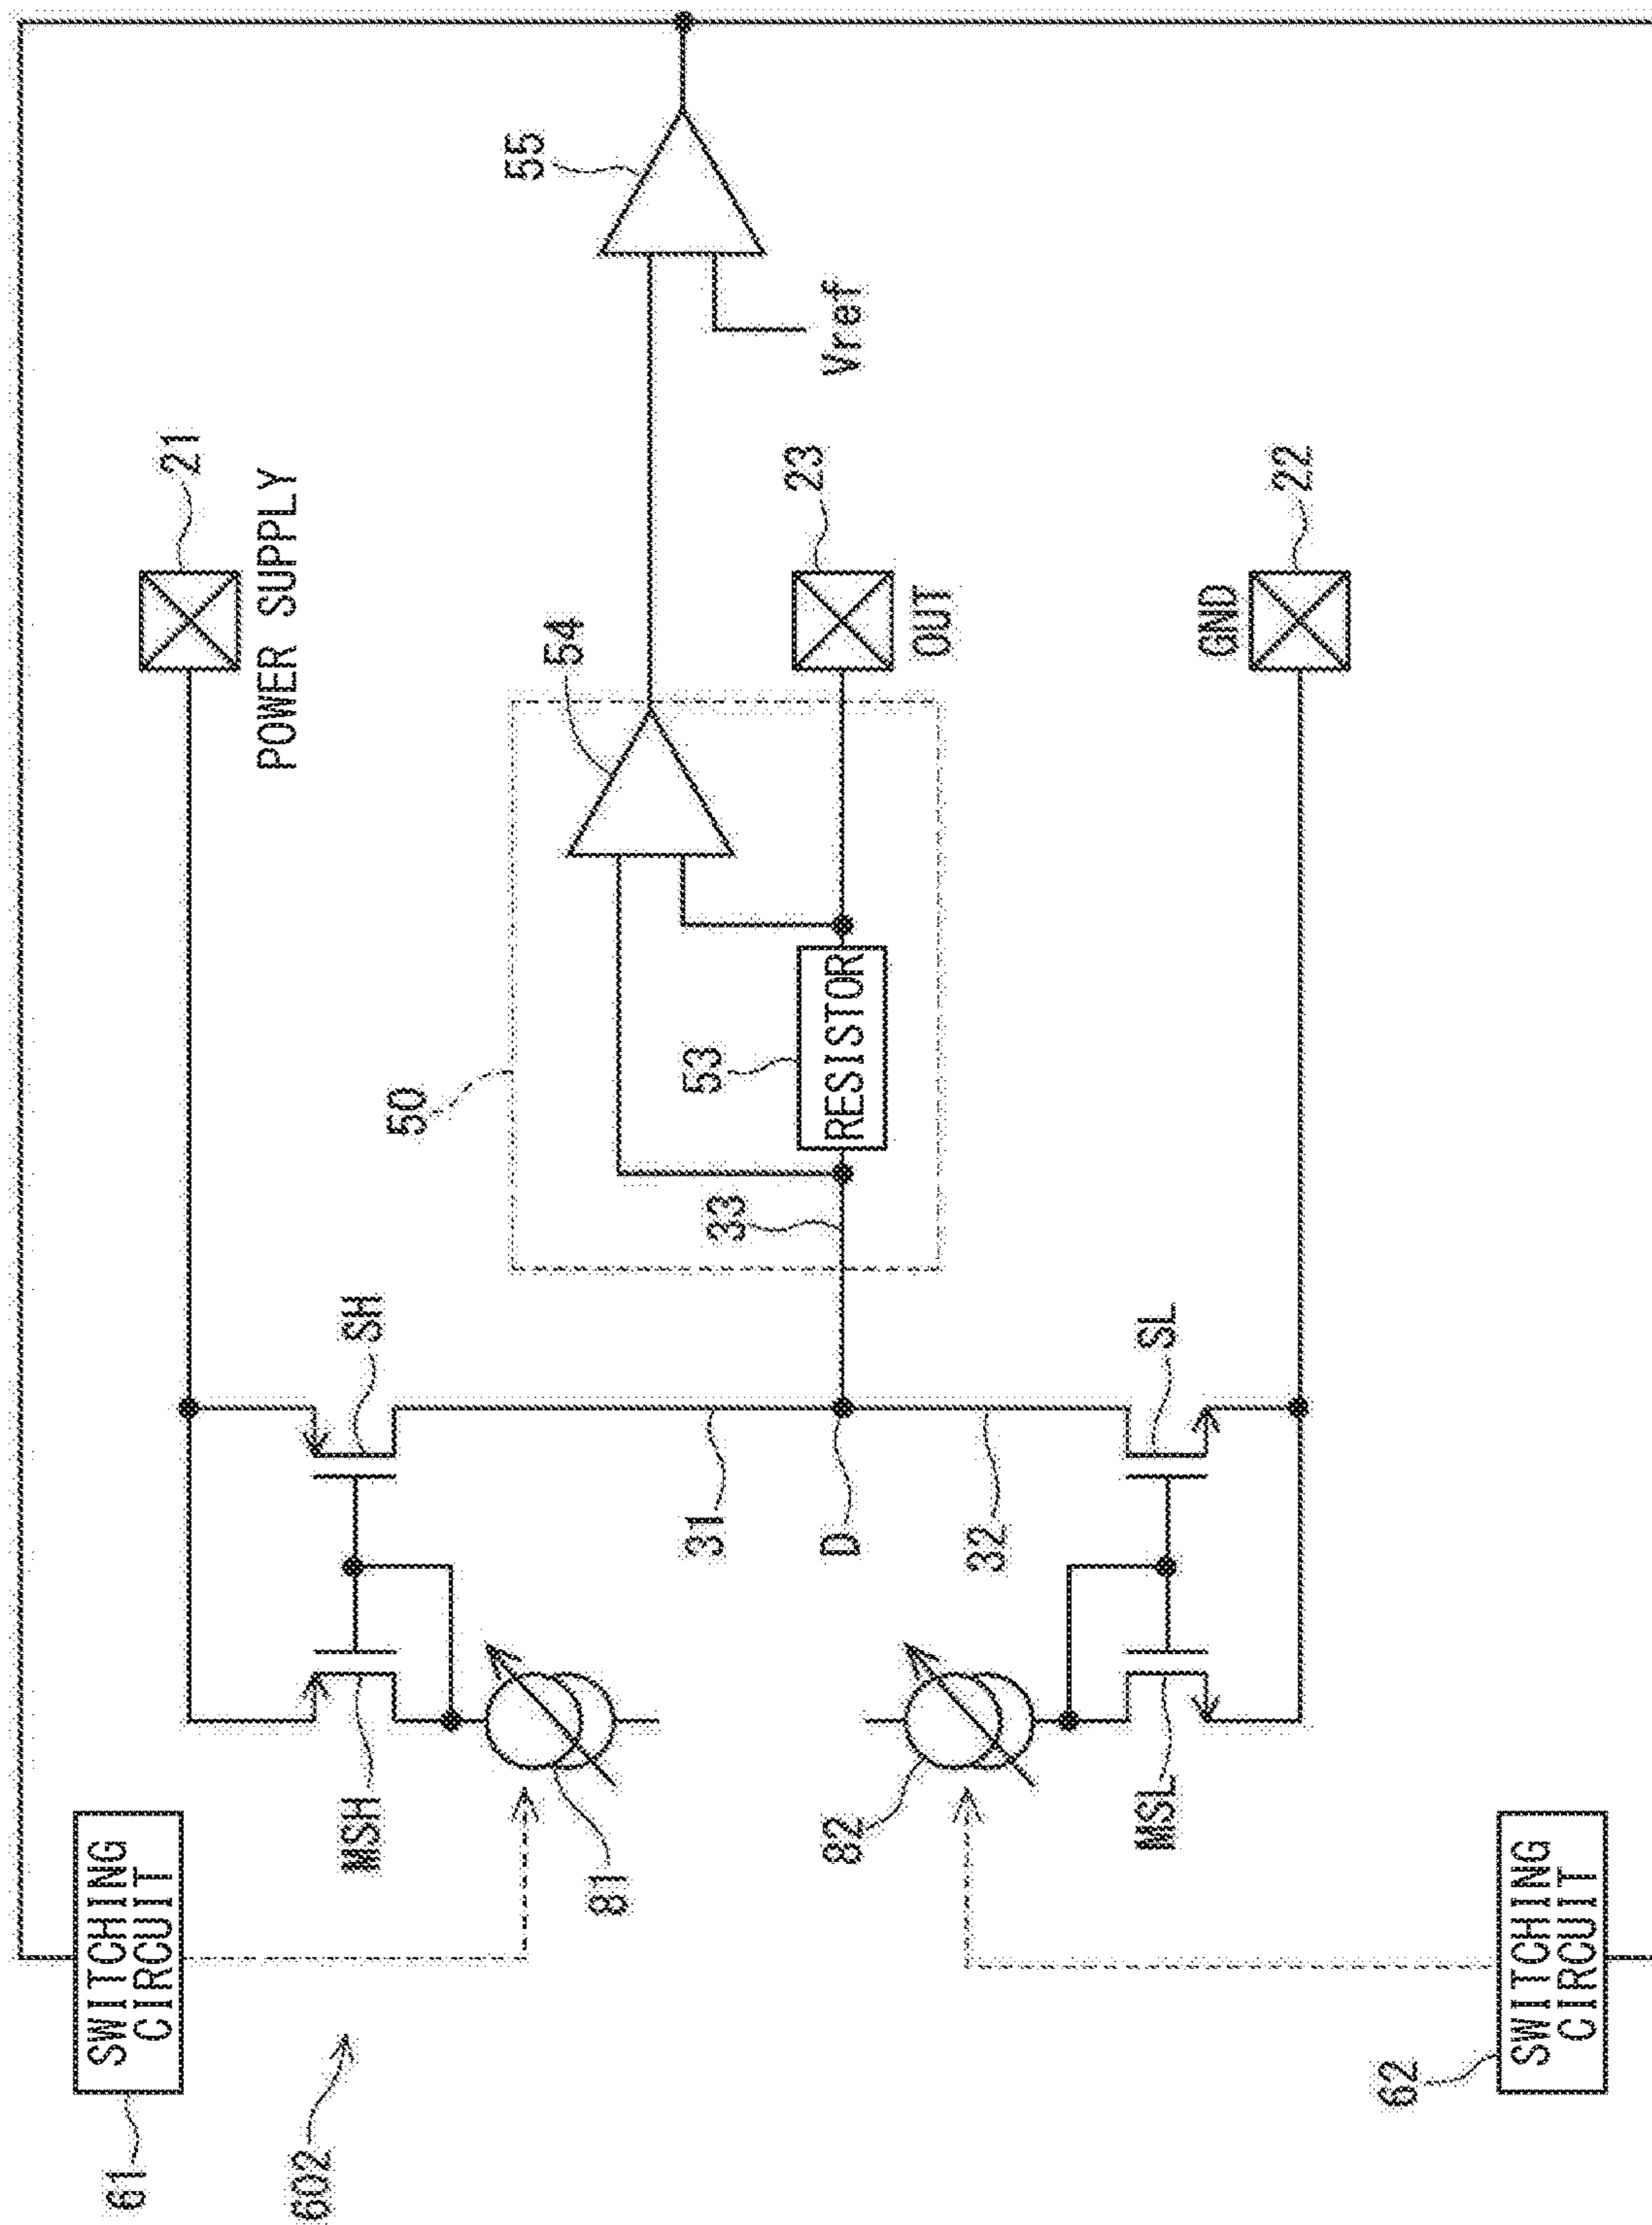 61
SWITCHING
CIRCUIT
602
MSH
81
SH
21
POWER SUPPLY
50
31
D
32
33
53
RESISTOR
54
55
Vref
23
OUT
GND
22
SL
82
MSL
62
SWITCHING
CIRCUIT